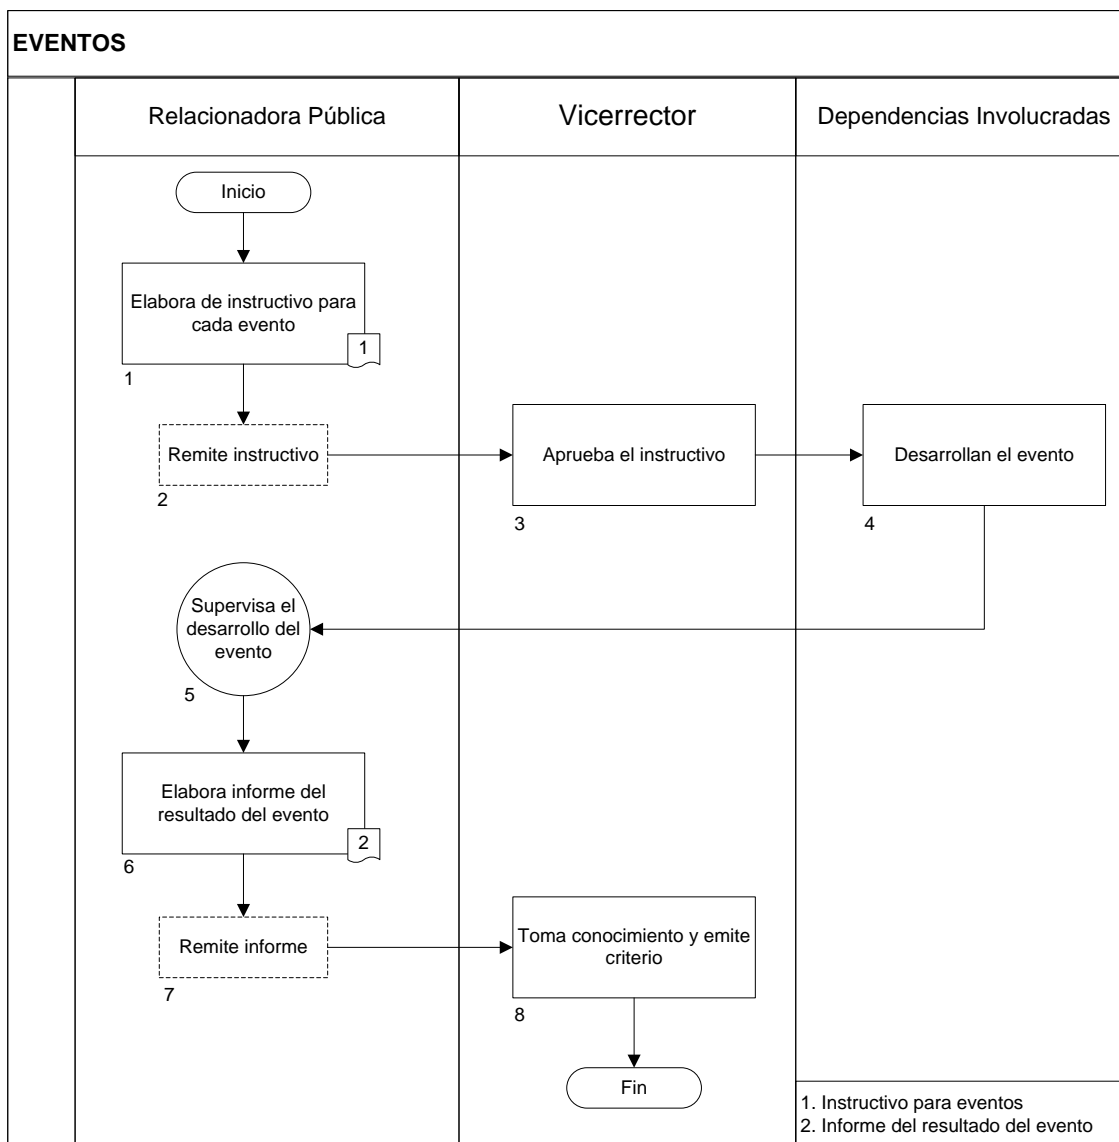 EVENTOS
Relacionadora Pública
Vicerrector
Dependencias Involucradas
Inicio
Elabora de instructivo para
cada evento
1
1
Remite instructivo
2
Aprueba el instructivo
3
Desarrollan el evento
4
Supervisa el
desarrollo del
evento
5
Elabora informe del
resultado del evento
2
6
Remite informe
7
Toma conocimiento y emite
criterio
8
Fin
1. Instructivo para eventos
2. Informe del resultado del evento